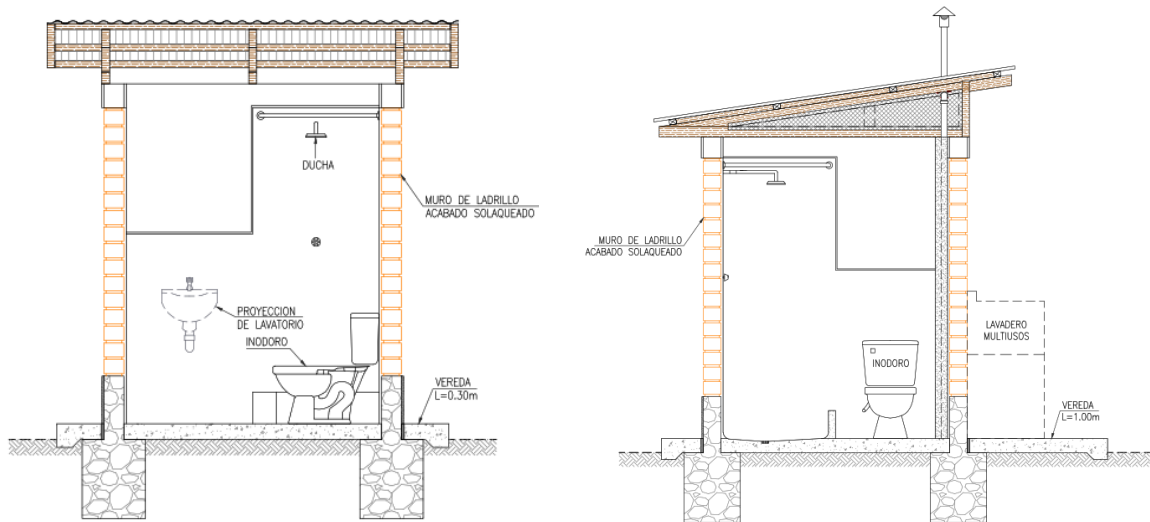 DUCHA
MURO DE LADRILLO
ACABADO SOLAQUEADO
PROYECCION
DE LAVATORIO
INODORO
VEREDA
L=0.30m
MURO DE LADRILLO
ACABADO SOLAQUEADO
LAVADERO
MULTIUSOS
INODORO
VEREDA
L=1.00m